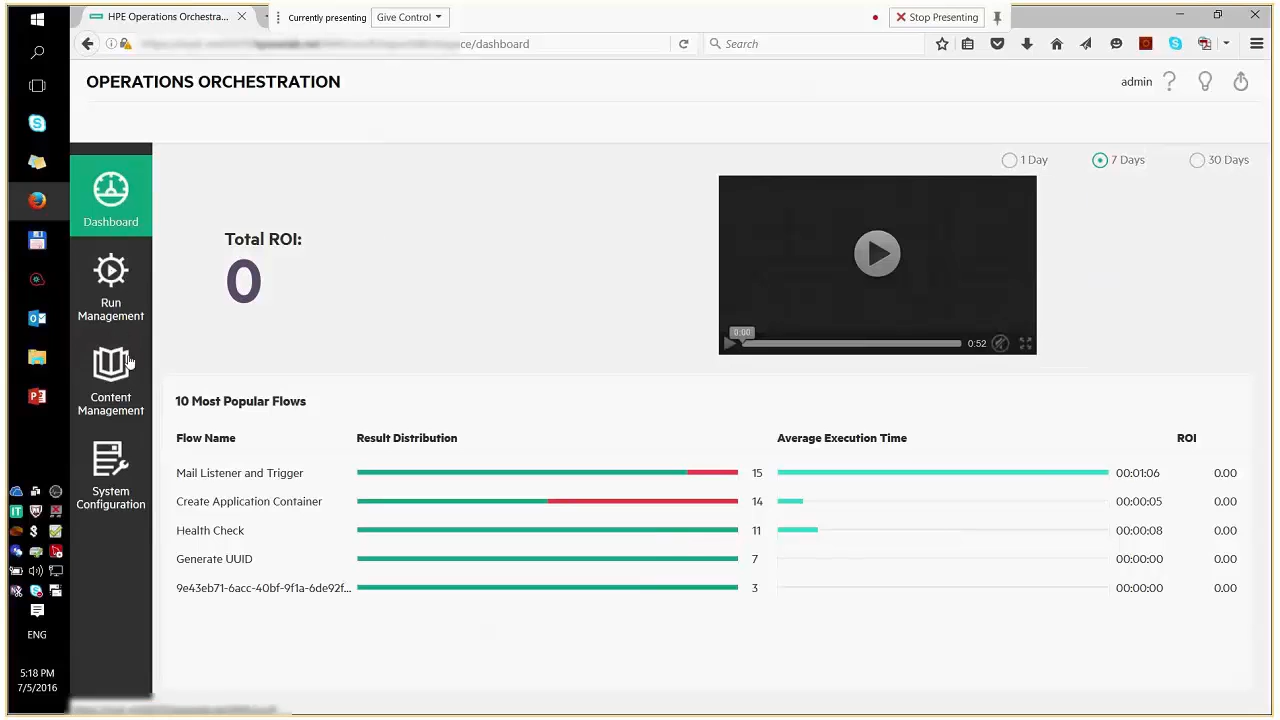 HPE Operations Orchestra...
Currently presenting
Give Control
Stop Presenting
ce/dashboard
Search
OPERATIONS ORCHESTRATION
admin
1 Day
7 Days
30 Days
Dashboard
Run
Management
Content
Management
System
Configuration
Total ROI:
0
0:00
0:52
10 Most Popular Flows
Flow Name Result Distribution Average Execution Time ROI
Mail Listener and Trigger 15 00:01:06 0.00
Create Application Container 14 00:00:05 0.00
Health Check 11 00:00:08 0.00
Generate UUID 7 00:00:00 0.00
9e43eb71-6acc-40bf-9f1a-6de92f... 3 00:00:00 0.00
ENG
5:18 PM
7/5/2016